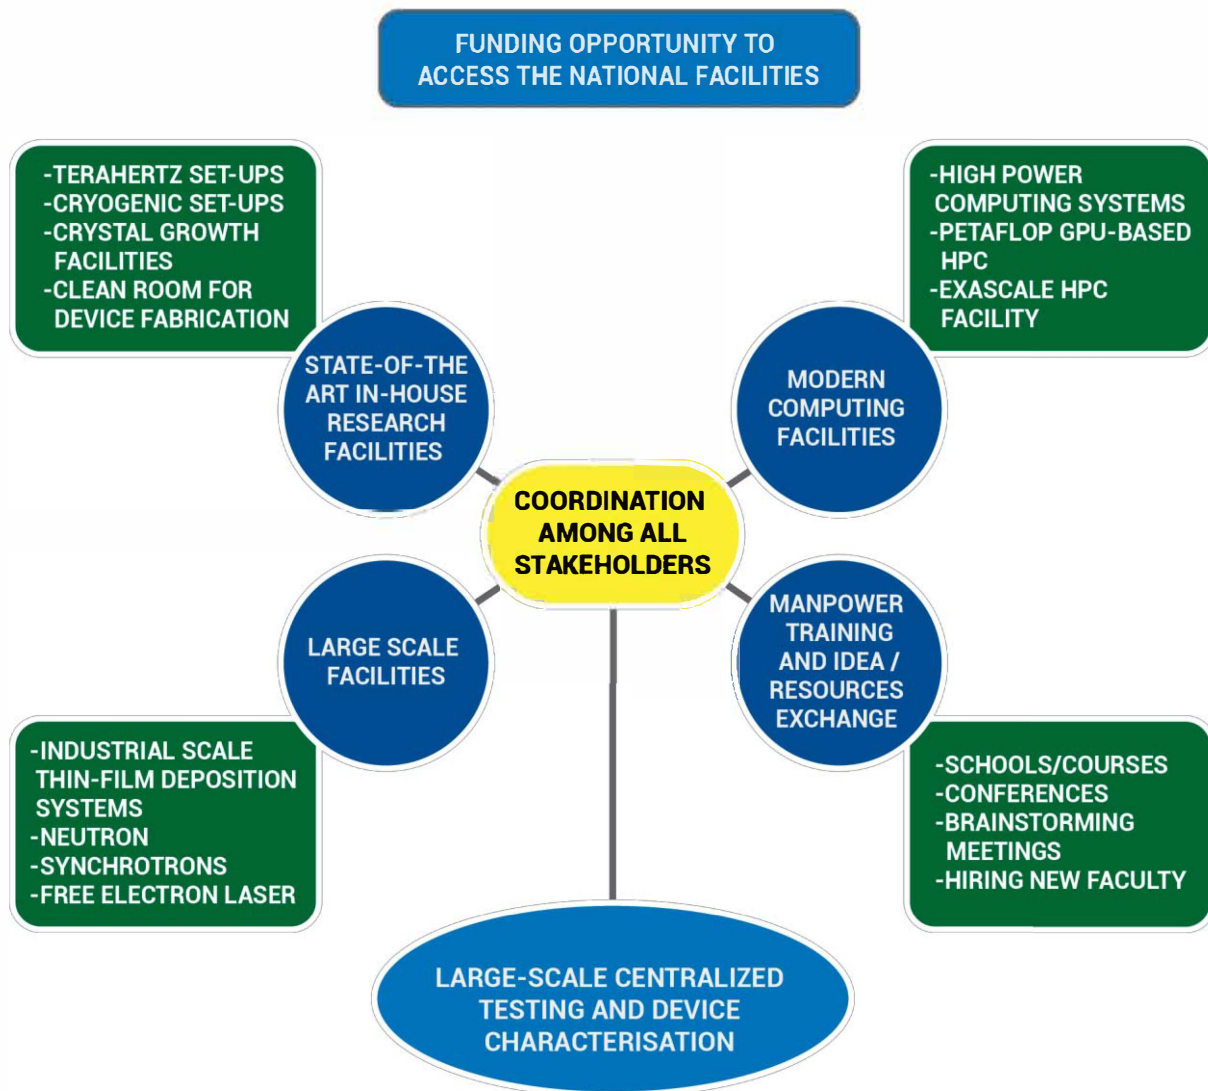 FUNDING OPPORTUNITY TO
ACCESS THE NATIONAL FACILITIES
-TERAHERTZ SET-UPS
-CRYOGENIC SET-UPS
-CRYSTAL GROWTH
FACILITIES
-CLEAN ROOM FOR
DEVICE FABRICATION
-HIGH POWER
COMPUTING SYSTEMS
-PETAFLOP GPU-BASED
HPC
-EXASCALE HPC
FACILITY
STATE-OF-THE
ART IN-HOUSE
RESEARCH
FACILITIES
MODERN
COMPUTING
FACILITIES
COORDINATION
AMONG ALL
STAKEHOLDERS
LARGE SCALE
FACILITIES
MANPOWER
TRAINING
AND IDEA /
RESOURCES
EXCHANGE
-INDUSTRIAL SCALE
THIN-FILM DEPOSITION
SYSTEMS
-NEUTRON
-SYNCHROTRONS
-FREE ELECTRON LASER
-SCHOOLS/COURSES
-CONFERENCES
-BRAINSTORMING
MEETINGS
-HIRING NEW FACULTY
LARGE-SCALE CENTRALIZED
TESTING AND DEVICE
CHARACTERISATION